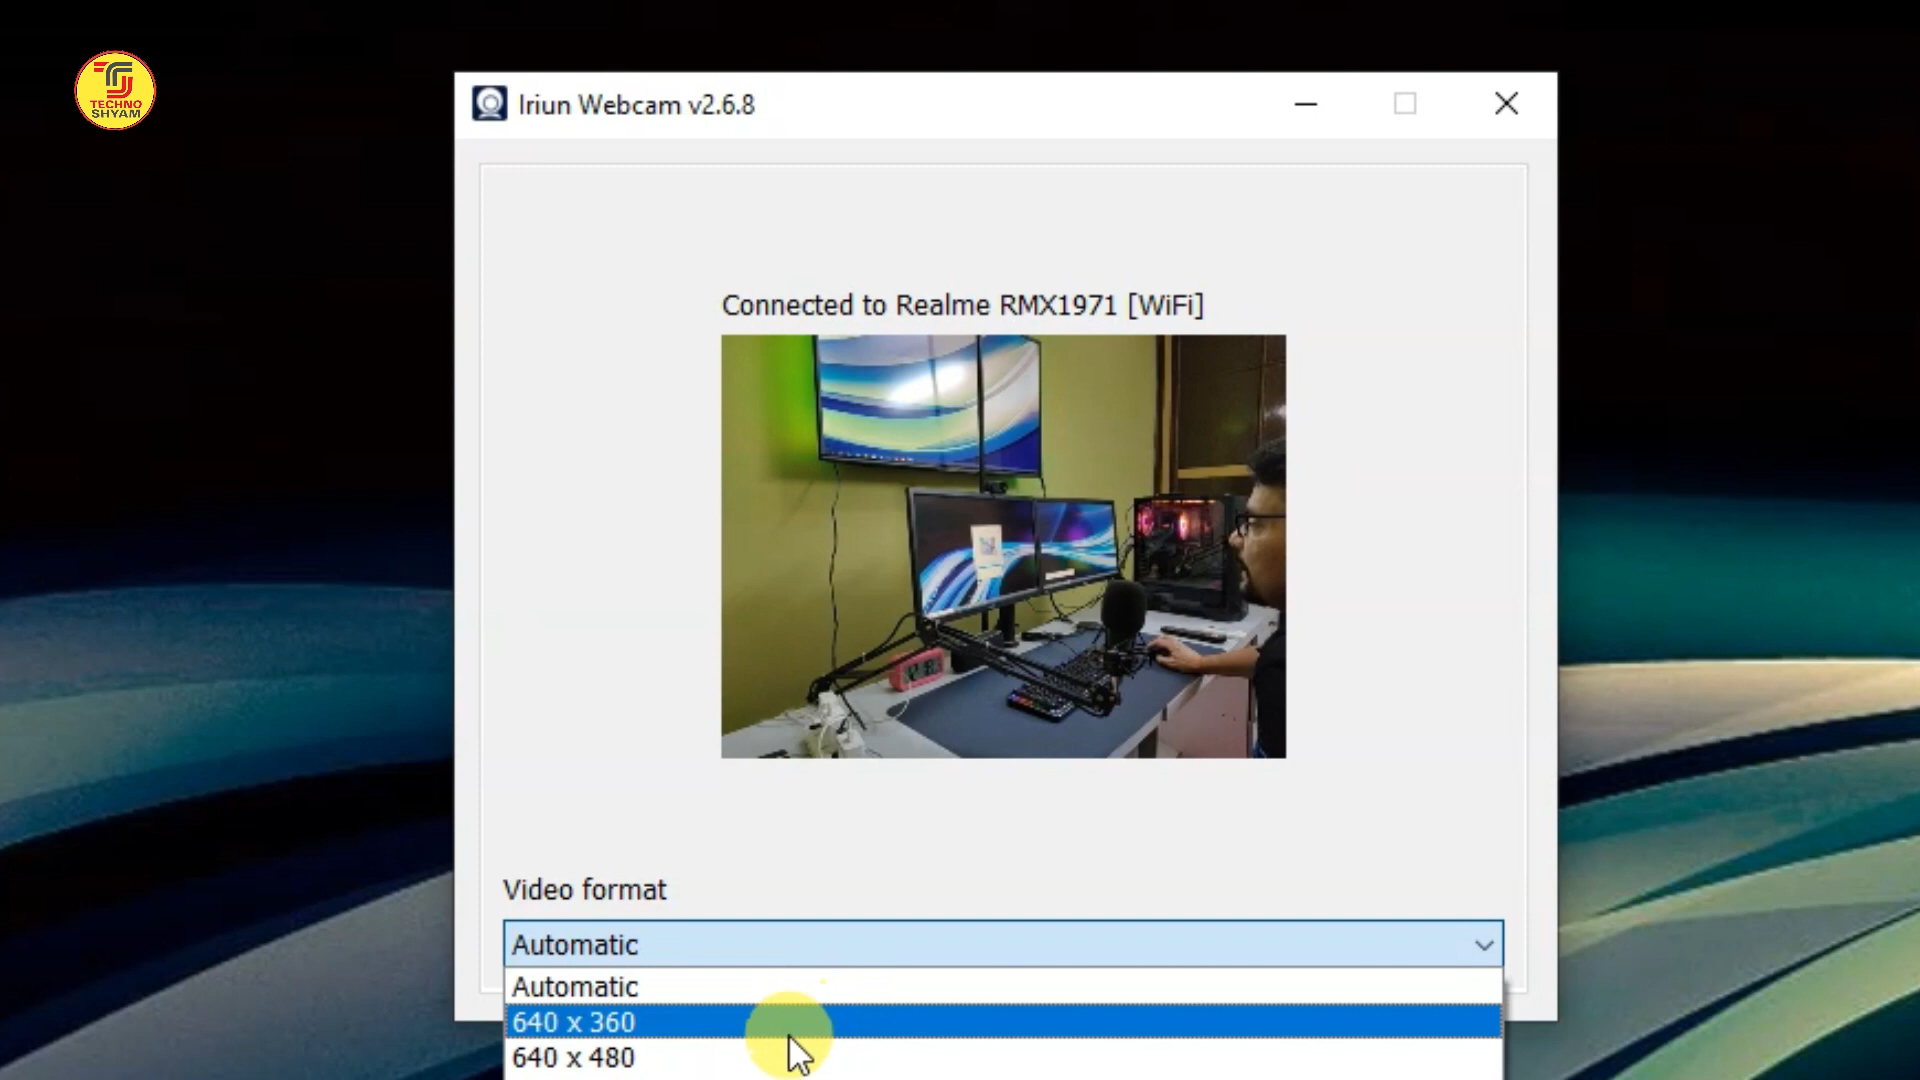 TECHNO
SHYAM
Iriun Webcam v2.6.8
Connected to Realme RMX1971 [WiFi]
Video format
Automatic
Automatic
640 x 360
640 x 480